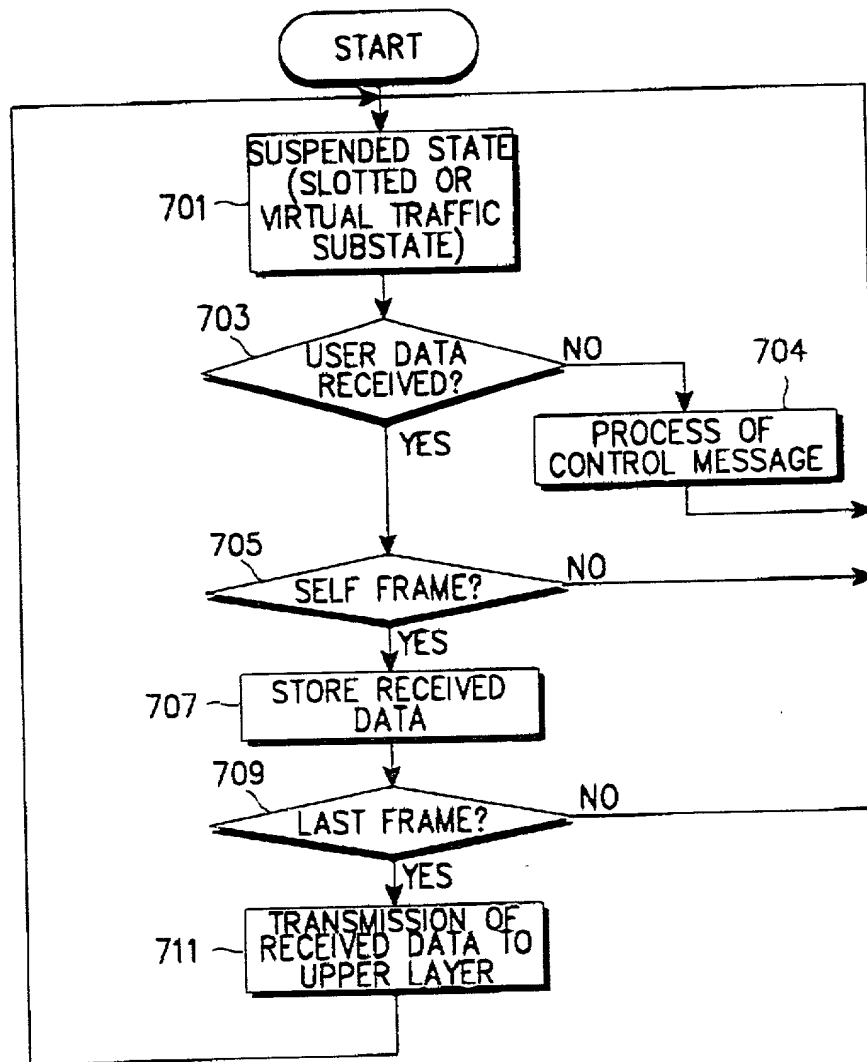 START
SUSPENDED STATE
(SLOTTED OR
VIRTUAL TRAFFIC
SUBSTATE)
701
703
USER DATA
RECEIVED?
NO
704
YES
PROCESS OF
CONTROL MESSAGE
705
SELF FRAME?
NO
YES
707
STORE RECEIVED
DATA
709
LAST FRAME?
NO
YES
711
TRANSMISSION OF
RECEIVED DATA TO
UPPER LAYER